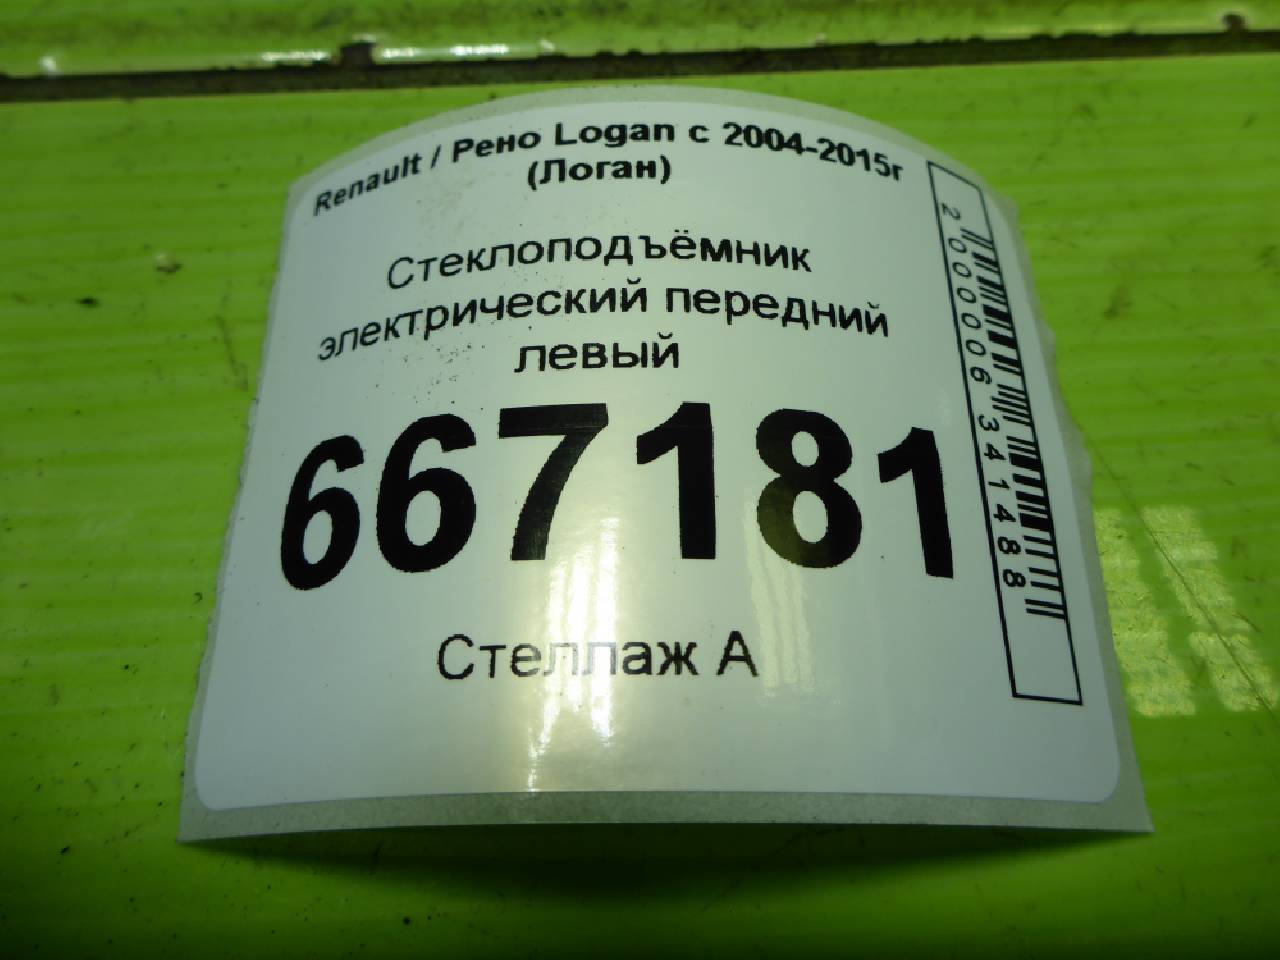 Renault / Рено Logan с 2004-2015г
(Логан)
Стеклоподъёмник
электрический передний
левый
667181
Стеллаж А
2000006341488